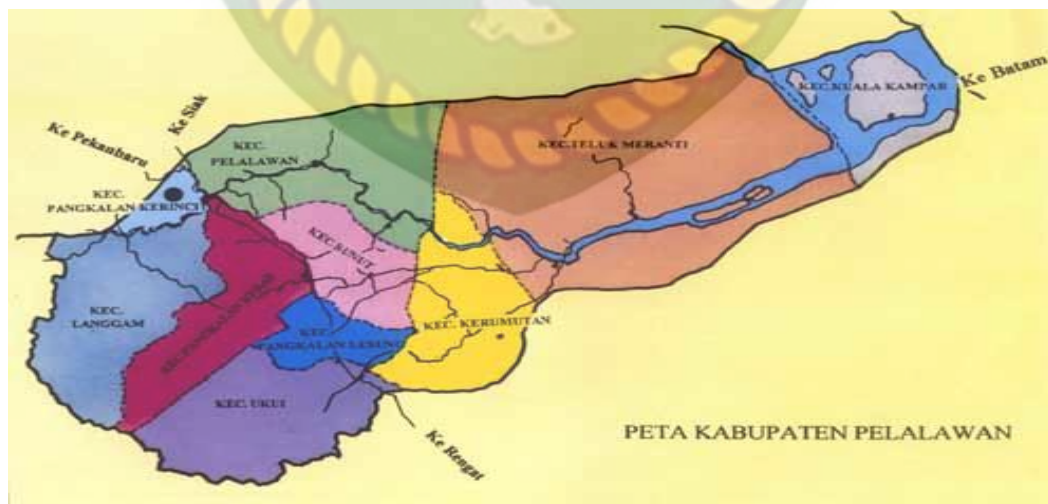 Ke Batam
KEC.KUALA KAMPAR
Ke Siak
Ke Pekanbaru
KEC.TELUK MERANTI
KEC.
PELALAWAN
KEC.
PANGKALAN KERINCI
KEC.BUNUT
KEC.
LANGGAM
KEC.
PANGKALAN LESUNG
KEC. KERUMUTAN
KEC. UKUI
Ke Rengat
PETA KABUPATEN PELALAWAN